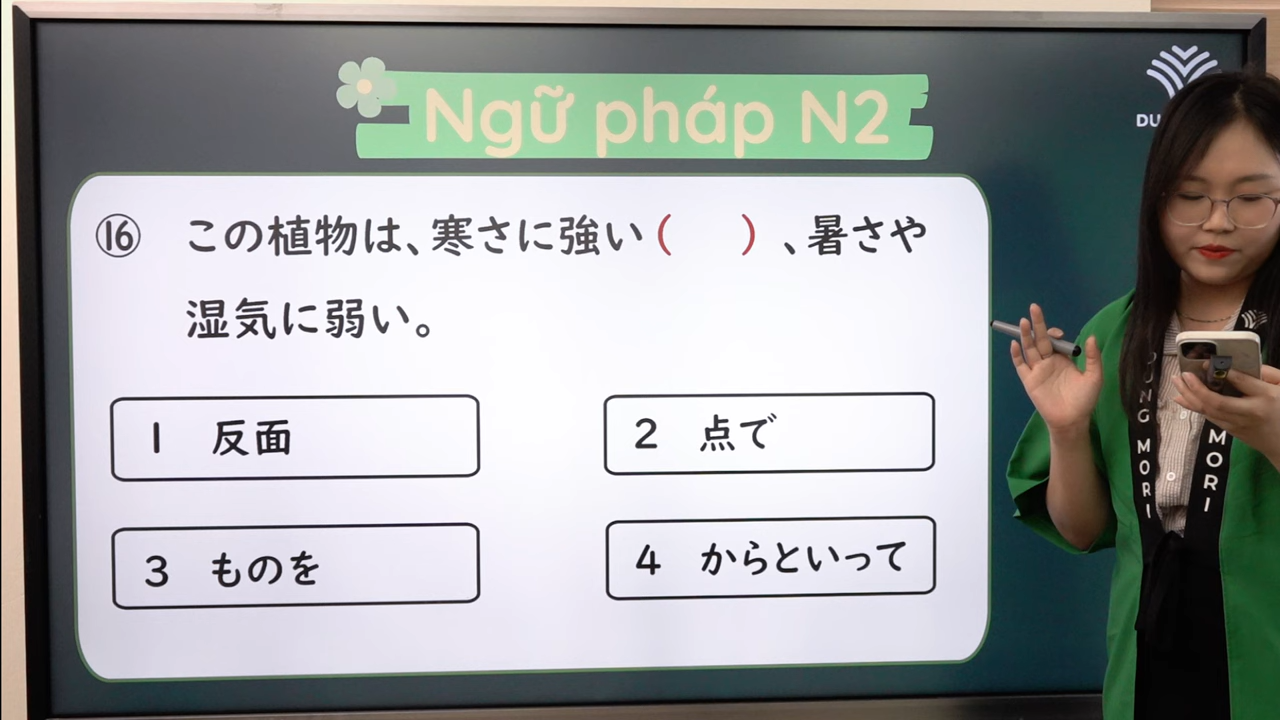 Ngữ pháp N2
DU
⑯ この植物は、寒さに強い( )、暑さや
湿気に弱い。
1 反面
2 点で
3 ものを
4 からといって
UNG MORI
MORI